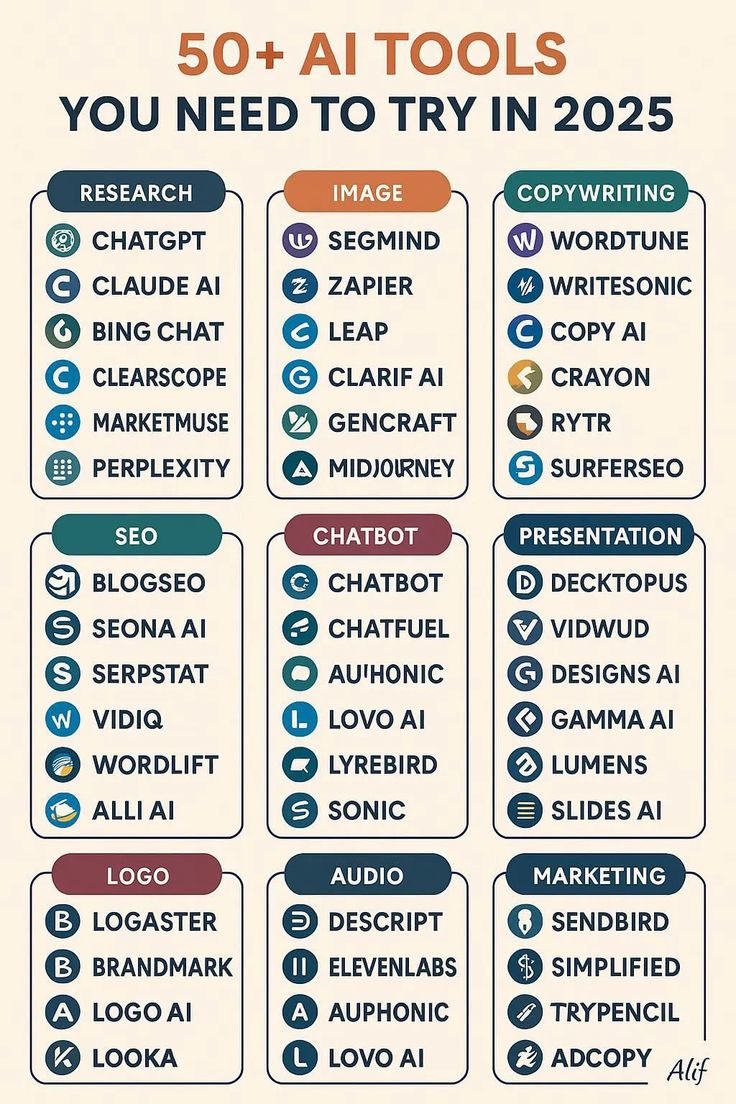 50+ AI TOOLS
YOU NEED TO TRY IN 2025
RESEARCH
CHATGPT
CLAUDE AI
BING CHAT
CLEARSCOPE
MARKETMUSE
PERPLEXITY
IMAGE
SEGMIND
ZAPIER
LEAP
CLARIF AI
GENCRAFT
MIDJOURNEY
COPYWRITING
WORDTUNE
WRITESONIC
COPY AI
CRAYON
RYTR
SURFERSEO
SEO
BLOGSEO
SEONA AI
SERPSTAT
VIDIQ
WORDLIFT
ALLI AI
CHATBOT
CHATBOT
CHATFUEL
AU'HONIC
LOVO AI
LYREBIRD
SONIC
PRESENTATION
DECKTOPUS
VIDWUD
DESIGNS AI
GAMMA AI
LUMENS
SLIDES AI
LOGO
LOGASTER
BRANDMARK
LOGO AI
LOOKA
AUDIO
DESCRIPT
ELEVENLABS
AUPHONIC
LOVO AI
MARKETING
SENDBIRD
SIMPLIFIED
TRYPENCIL
ADCOPY
Alif